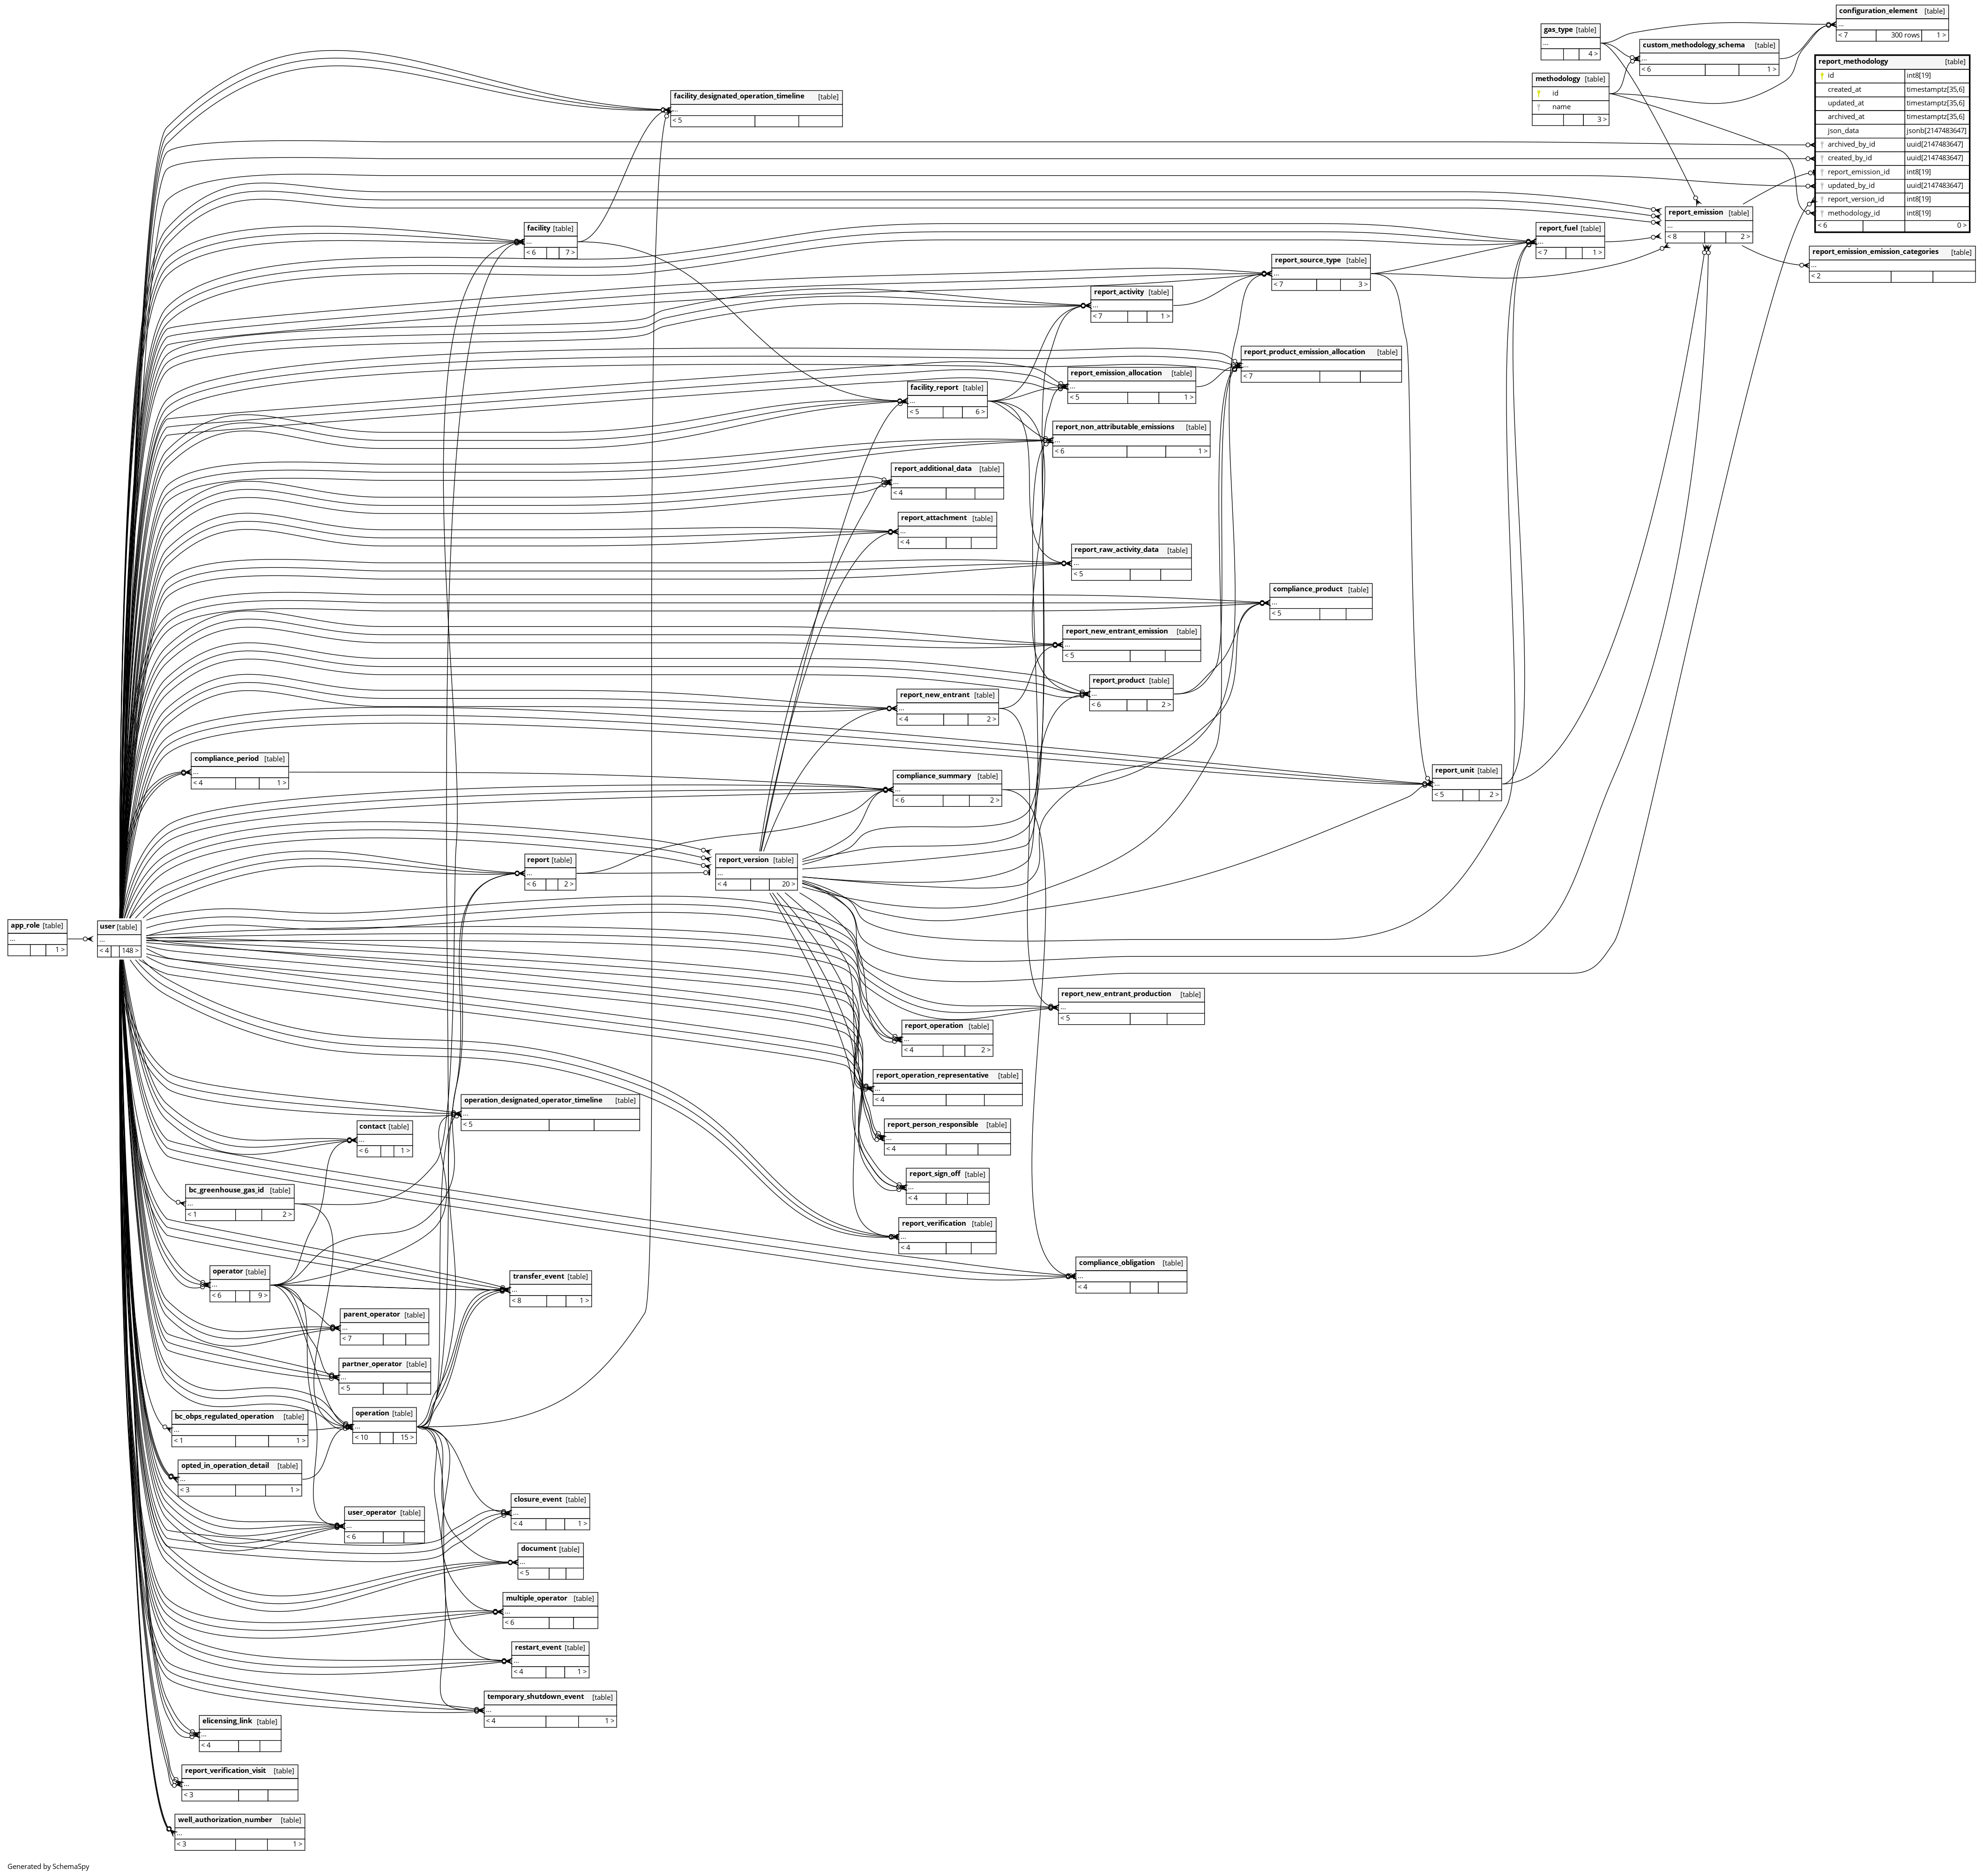 configuration_element [table]
...
< 7 300 rows 1 >
gas_type [table]
...
4 >
custom_methodology_schema [table]
...
< 6 1 >
report_methodology [table]
id int8[19]
created_at timestamptz[35,6]
updated_at timestamptz[35,6]
archived_at timestamptz[35,6]
json_data jsonb[2147483647]
archived_by_id uuid[2147483647]
created_by_id uuid[2147483647]
report_emission_id int8[19]
updated_by_id uuid[2147483647]
report_version_id int8[19]
methodology_id int8[19]
< 6 0 >
methodology [table]
id
name
3 >
facility_designated_operation_timeline [table]
...
< 5
report_emission [table]
...
< 8 2 >
facility [table]
...
< 6 7 >
report_fuel [table]
...
< 7 1 >
report_emission_emission_categories [table]
...
< 2
report_source_type [table]
...
< 7 3 >
report_activity [table]
...
< 7 1 >
report_product_emission_allocation [table]
...
< 7
report_emission_allocation [table]
...
< 5 1 >
facility_report [table]
...
< 5 6 >
report_non_attributable_emissions [table]
...
< 6 1 >
report_additional_data [table]
...
< 4
report_attachment [table]
...
< 4
report_raw_activity_data [table]
...
< 5
compliance_product [table]
...
< 5
report_new_entrant_emission [table]
...
< 5
report_product [table]
...
< 6 2 >
report_new_entrant [table]
...
< 4 2 >
compliance_period [table]
...
< 4 1 >
compliance_summary [table]
...
< 6 2 >
report_unit [table]
...
< 5 2 >
report [table]
...
< 6 2 >
report_version [table]
...
< 4 20 >
app_role [table]
...
1 >
user [table]
...
< 4 148 >
report_new_entrant_production [table]
...
< 5
report_operation [table]
...
< 4 2 >
report_operation_representative [table]
...
< 4
operation_designated_operator_timeline [table]
...
< 5
contact [table]
...
< 6 1 >
report_person_responsible [table]
...
< 4
report_sign_off [table]
...
< 4
bc_greenhouse_gas_id [table]
...
< 1 2 >
report_verification [table]
...
< 4
compliance_obligation [table]
...
< 4
operator [table]
...
< 6 9 >
transfer_event [table]
...
< 8 1 >
parent_operator [table]
...
< 7
partner_operator [table]
...
< 5
operation [table]
...
< 10 15 >
bc_obps_regulated_operation [table]
...
< 1 1 >
opted_in_operation_detail [table]
...
< 3 1 >
closure_event [table]
...
< 4 1 >
user_operator [table]
...
< 6
document [table]
...
< 5
multiple_operator [table]
...
< 6
restart_event [table]
...
< 4 1 >
temporary_shutdown_event [table]
...
< 4 1 >
elicensing_link [table]
...
< 4
report_verification_visit [table]
...
< 3
well_authorization_number [table]
...
< 3 1 >
Generated by SchemaSpy